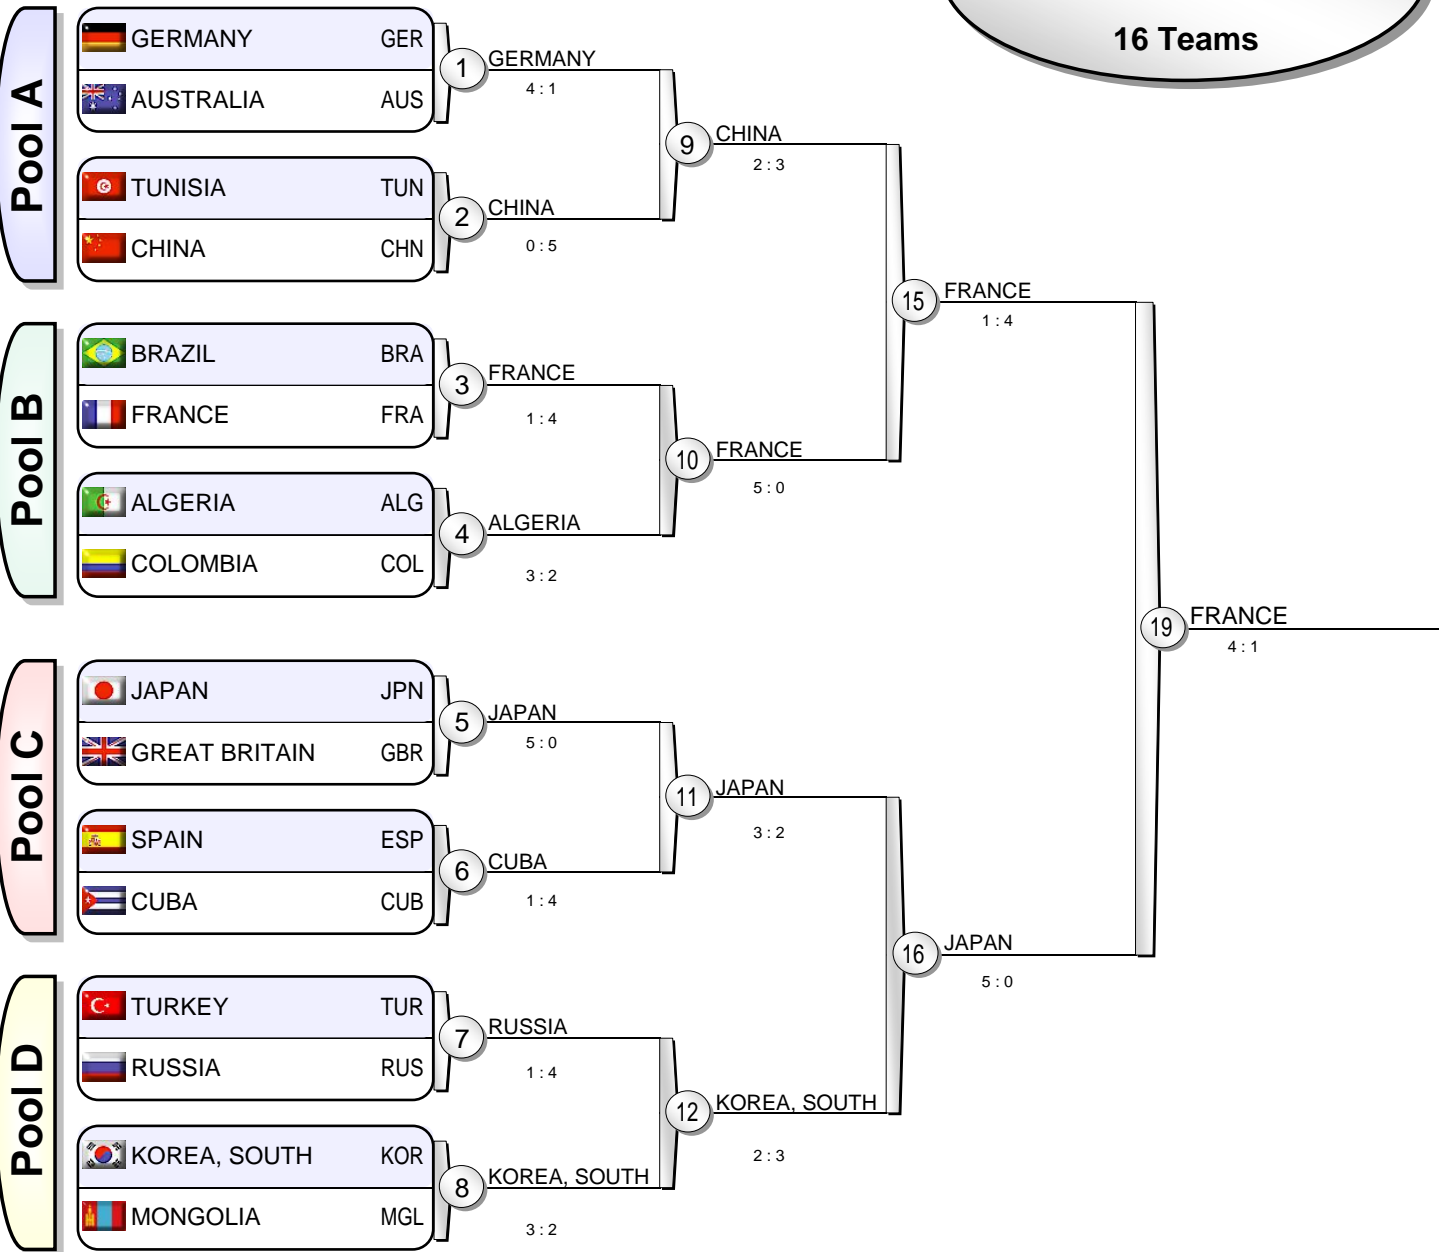 16 Teams
Pool A
GERMANY GER
AUSTRALIA AUS
TUNISIA TUN
CHINA CHN
Pool B
BRAZIL BRA
FRANCE FRA
ALGERIA ALG
COLOMBIA COL
Pool C
JAPAN JPN
GREAT BRITAIN GBR
SPAIN ESP
CUBA CUB
Pool D
TURKEY TUR
RUSSIA RUS
KOREA, SOUTH KOR
MONGOLIA MGL
1 GERMANY
4 : 1
2 CHINA
0 : 5
3 FRANCE
1 : 4
4 ALGERIA
3 : 2
5 JAPAN
5 : 0
6 CUBA
1 : 4
7 RUSSIA
1 : 4
8 KOREA, SOUTH
3 : 2
9 CHINA
2 : 3
10 FRANCE
5 : 0
11 JAPAN
3 : 2
12 KOREA, SOUTH
2 : 3
15 FRANCE
1 : 4
16 JAPAN
5 : 0
19 FRANCE
4 : 1